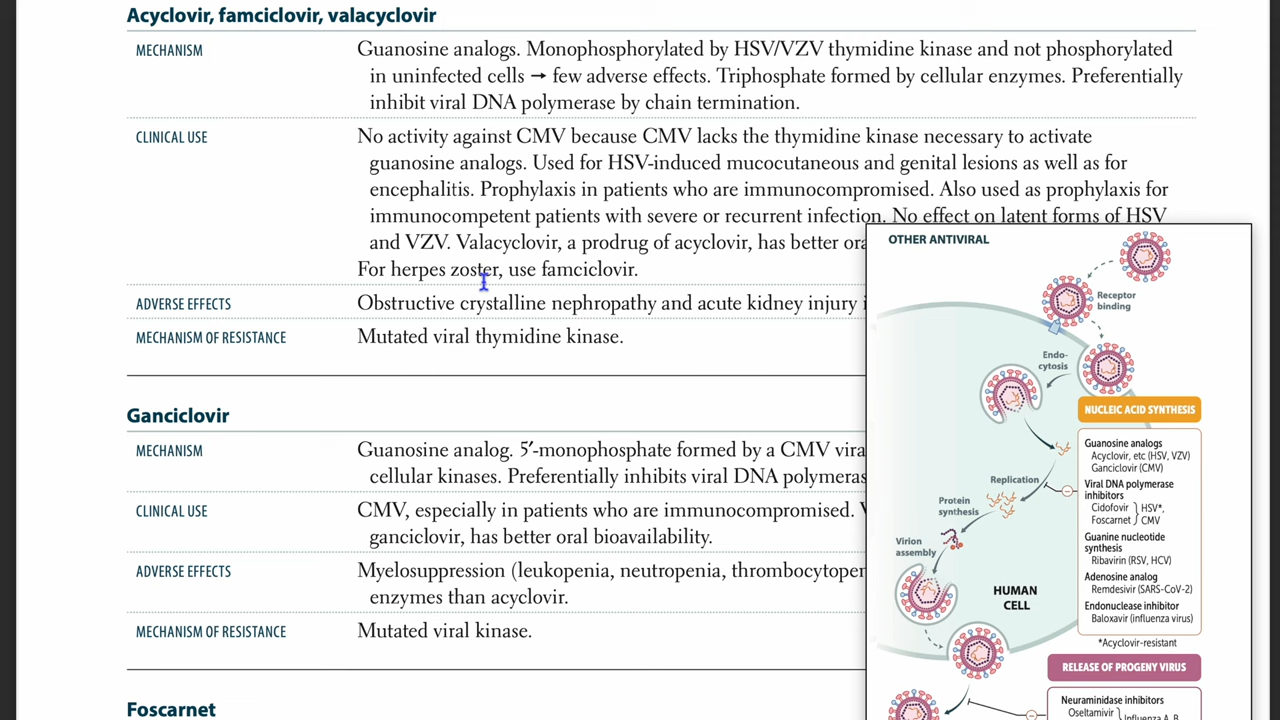 Acyclovir, famciclovir, valacyclovir
MECHANISM
Guanosine analogs. Monophosphorylated by HSV/VZV thymidine kinase and not phosphorylated
in uninfected cells → few adverse effects. Triphosphate formed by cellular enzymes. Preferentially
inhibit viral DNA polymerase by chain termination.
CLINICAL USE
No activity against CMV because CMV lacks the thymidine kinase necessary to activate
guanosine analogs. Used for HSV-induced mucocutaneous and genital lesions as well as for
encephalitis. Prophylaxis in patients who are immunocompromised. Also used as prophylaxis for
immunocompetent patients with severe or recurrent infection. No effect on latent forms of HSV
and VZV. Valacyclovir, a prodrug of acyclovir, has better ora
For herpes zoster, use famciclovir.
ADVERSE EFFECTS
Obstructive crystalline nephropathy and acute kidney injury i
MECHANISM OF RESISTANCE
Mutated viral thymidine kinase.
Ganciclovir
MECHANISM
Guanosine analog. 5′-monophosphate formed by a CMV vira
cellular kinases. Preferentially inhibits viral DNA polymeras
CLINICAL USE
CMV, especially in patients who are immunocompromised.
ganciclovir, has better oral bioavailability.
ADVERSE EFFECTS
Myelosuppression (leukopenia, neutropenia, thrombocytopen
enzymes than acyclovir.
MECHANISM OF RESISTANCE
Mutated viral kinase.
Foscarnet
OTHER ANTIVIRAL
Receptor
binding
Endo-
cytosis
NUCLEIC ACID SYNTHESIS
Guanosine analogs
Acyclovir, etc (HSV, VZV)
Ganciclovir (CMV)
Viral DNA polymerase
inhibitors
Cidofovir } HSV*,
Foscarnet CMV
Guanine nucleotide
synthesis
Ribavirin (RSV, HCV)
Adenosine analog
Remdesivir (SARS-CoV-2)
Endonuclease inhibitor
Baloxavir (influenza virus)
*Acyclovir-resistant
Replication
Protein
synthesis
Virion
assembly
HUMAN
CELL
RELEASE OF PROGENY VIRUS
Neuraminidase inhibitors
Oseltamivir } Influenza A, B